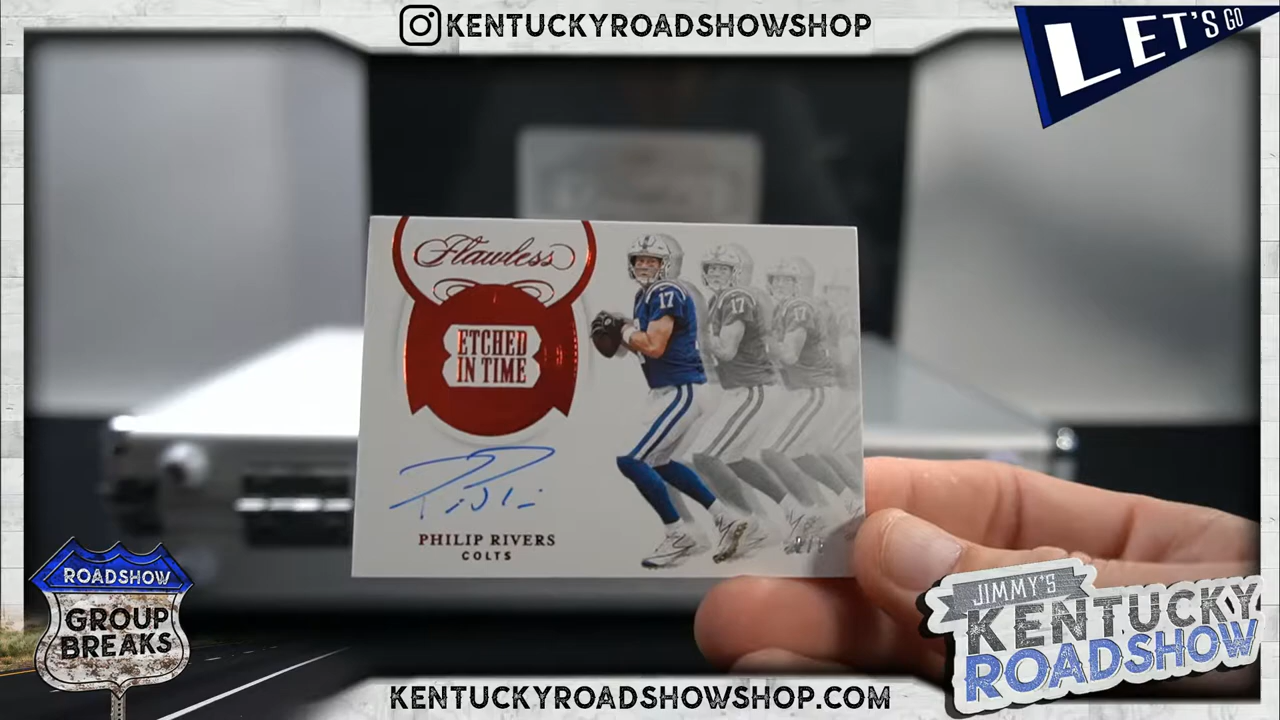 KENTUCKYROADSHOWSHOP
LET'S GO
Flawless
ETCHED
IN TIME
17
17
17
PHILIP RIVERS
COLTS
ROADSHOW
GROUP
BREAKS
JIMMY'S
KENTUCKY
ROADSHOW
KENTUCKYROADSHOWSHOP.COM